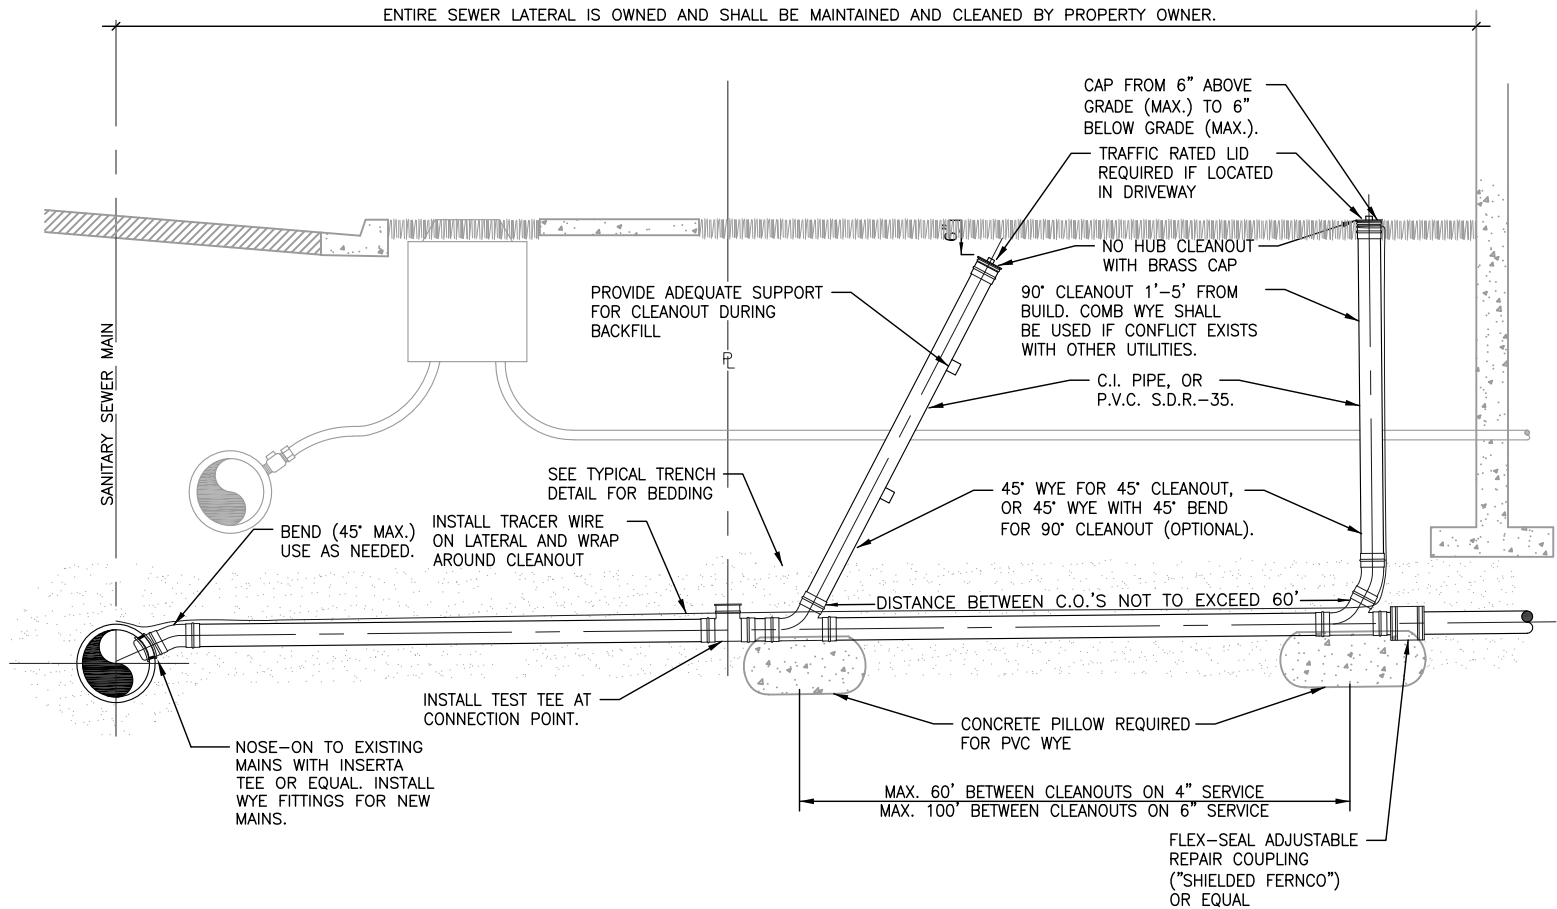 ENTIRE SEWER LATERAL IS OWNED AND SHALL BE MAINTAINED AND CLEANED BY PROPERTY OWNER.
CAP FROM 6" ABOVE
GRADE (MAX.) TO 6"
BELOW GRADE (MAX.).
TRAFFIC RATED LID
REQUIRED IF LOCATED
IN DRIVEWAY
6"
NO HUB CLEANOUT
WITH BRASS CAP
PROVIDE ADEQUATE SUPPORT
FOR CLEANOUT DURING
BACKFILL
90° CLEANOUT 1'-5' FROM
BUILD. COMB WYE SHALL
BE USED IF CONFLICT EXISTS
WITH OTHER UTILITIES.
SANITARY SEWER MAIN
PL
C.I. PIPE, OR
P.V.C. S.D.R.-35.
SEE TYPICAL TRENCH
DETAIL FOR BEDDING
45° WYE FOR 45° CLEANOUT,
OR 45° WYE WITH 45° BEND
FOR 90° CLEANOUT (OPTIONAL).
BEND (45° MAX.)
USE AS NEEDED.
INSTALL TRACER WIRE
ON LATERAL AND WRAP
AROUND CLEANOUT
DISTANCE BETWEEN C.O.'S NOT TO EXCEED 60'
INSTALL TEST TEE AT
CONNECTION POINT.
CONCRETE PILLOW REQUIRED
FOR PVC WYE
NOSE-ON TO EXISTING
MAINS WITH INSERTA
TEE OR EQUAL. INSTALL
WYE FITTINGS FOR NEW
MAINS.
MAX. 60' BETWEEN CLEANOUTS ON 4" SERVICE
MAX. 100' BETWEEN CLEANOUTS ON 6" SERVICE
FLEX-SEAL ADJUSTABLE
REPAIR COUPLING
("SHIELDED FERNCO")
OR EQUAL